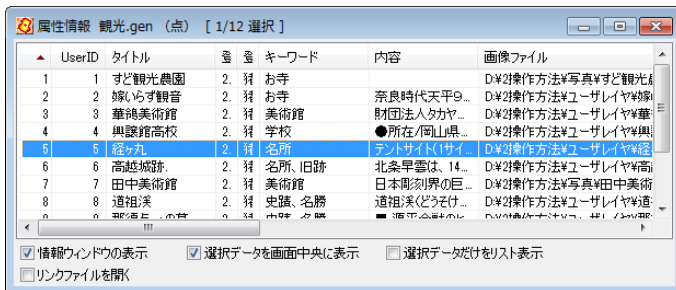 属性情報 観光.gen （点） [ 1/12 選択 ]
UserID タイトル キーワード 内容 画像ファイル
1 1 すど観光農園 2. お寺 D:¥2操作方法¥写真¥すど観光
2 2 嫁いらず観音 2. お寺 奈良時代天平9... D:¥2操作方法¥ユーザレイヤ¥嫁
3 3 華鴒美術館 2. 美術館 財団法人タカヤ... D:¥2操作方法¥ユーザレイヤ¥華
4 4 興譲館高校 2. 学校 ●所在/岡山県... D:¥2操作方法¥ユーザレイヤ¥興
5 5 経ヶ丸 2. 名所 テントサイト(1サイ... D:¥2操作方法¥ユーザレイヤ¥経
6 6 高越城跡. 2. 名所、旧跡 北条早雲は、14... D:¥2操作方法¥ユーザレイヤ¥高
7 7 田中美術館 2. 美術館 日本彫刻界の巨... D:¥2操作方法¥写真¥田中美術
8 8 道祖渓 2. 史蹟、名勝 道祖渓(どうそけ... D:¥2操作方法¥ユーザレイヤ¥道
情報ウィンドウの表示 選択データを画面中央に表示 選択データだけをリスト表示
リンクファイルを開く